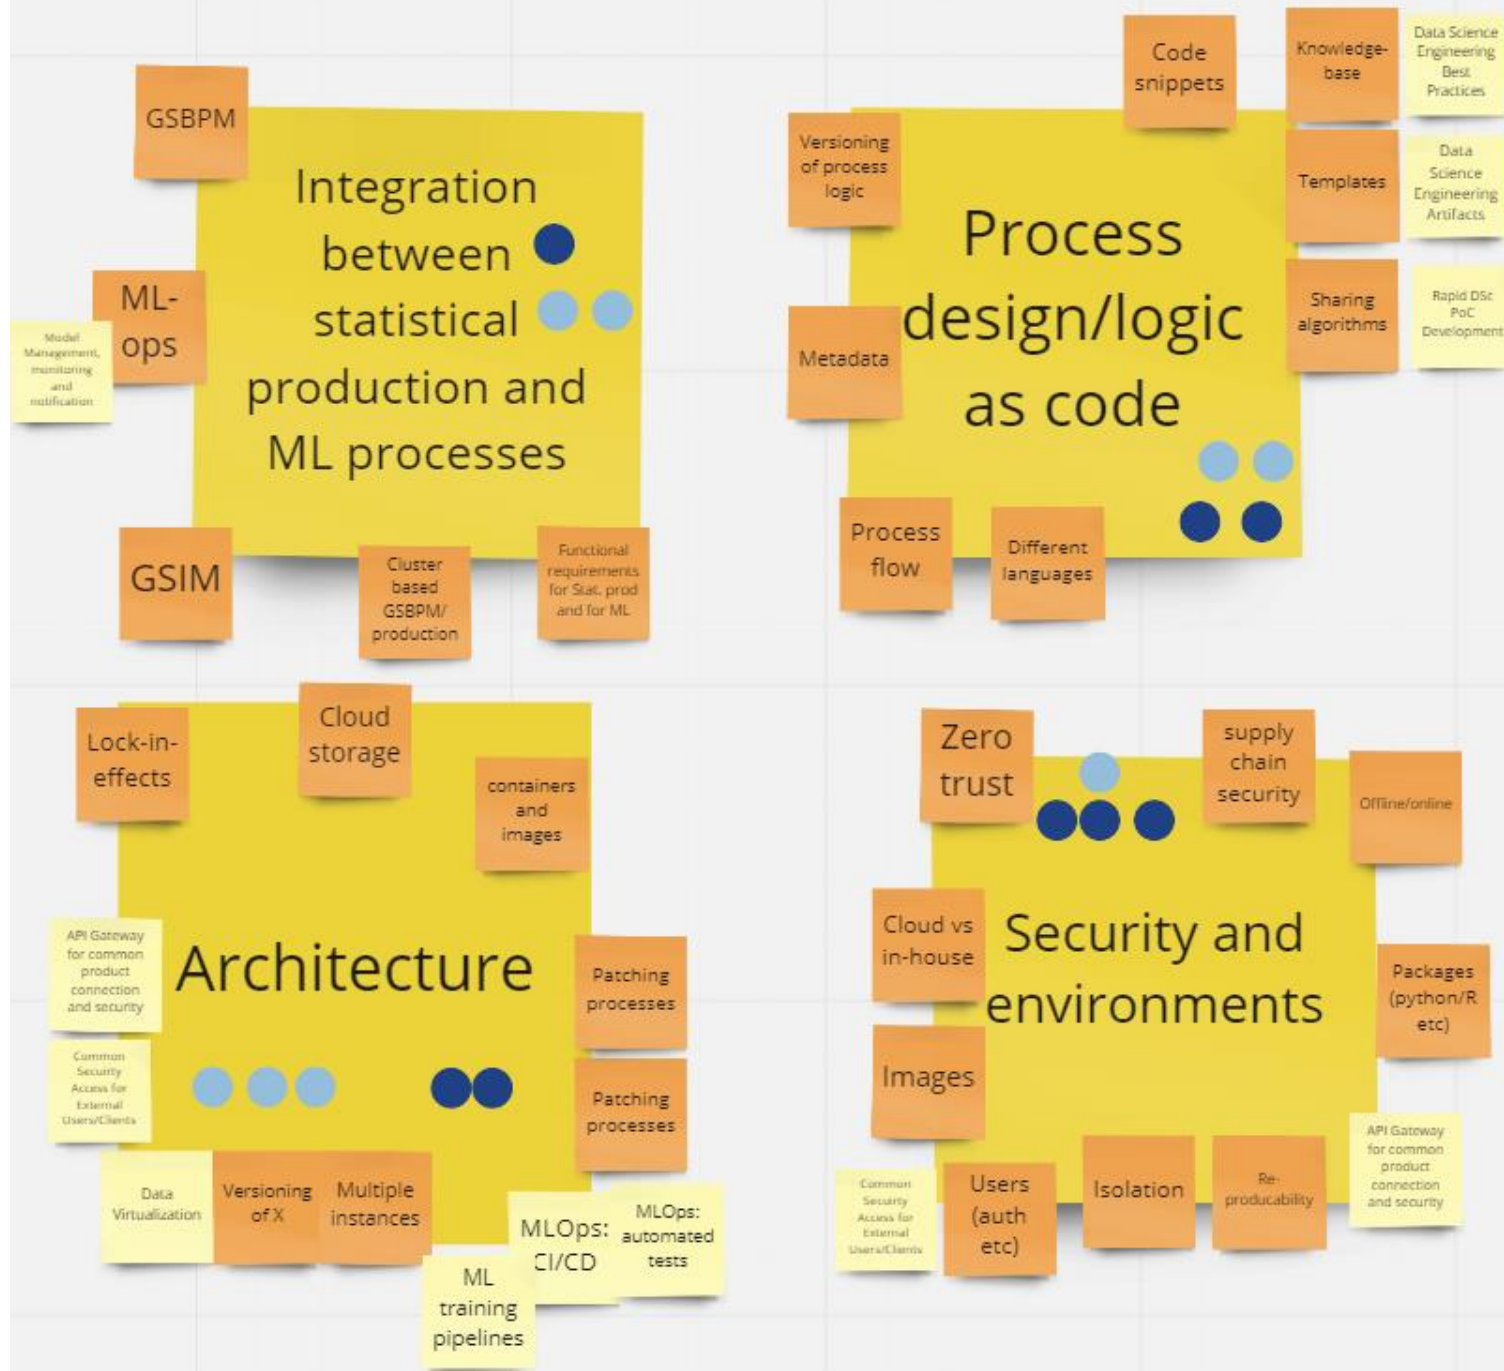 GSBPM
Integration
between
statistical
production and
ML processes
ML-
ops
Model
Management,
monitoring
and
notification
GSIM
Cluster
based
GSBPM/
production
Functional
requirements
for Stat. prod
and for ML
Code
snippets
Knowledge-
base
Data Science
Engineering
Best
Practices
Versioning
of process
logic
Templates
Data
Science
Engineering
Artifacts
Process
design/logic
as code
Metadata
Sharing
algorithms
Rapid DSc
PoC
Development
Process
flow
Different
languages
Lock-in-
effects
Cloud
storage
containers
and
images
API Gateway
for common
product
connection
and security
Architecture
Patching
processes
Common
Security
Access for
External
Users/Clients
Patching
processes
Data
Virtualization
Versioning
of X
Multiple
instances
MLOps:
CI/CD
MLOps:
automated
tests
ML
training
pipelines
Zero
trust
supply
chain
security
Offline/online
Cloud vs
in-house
Security and
environments
Packages
(python/R
etc)
Images
Common
Security
Access for
External
Users/Clients
Users
(auth
etc)
Isolation
Re-
producability
API Gateway
for common
product
connection
and security